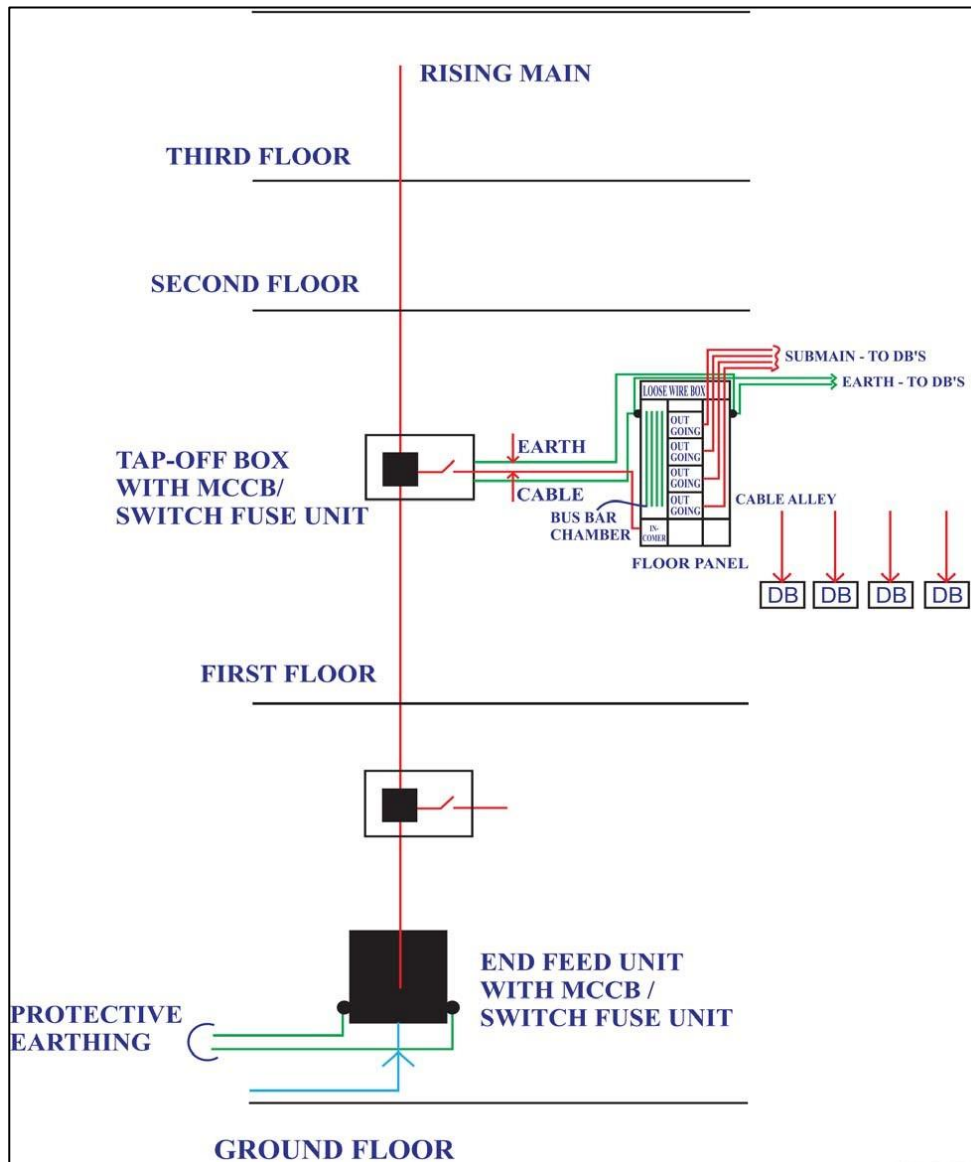 RISING MAIN
THIRD FLOOR
SECOND FLOOR
SUBMAIN - TO DB'S
EARTH - TO DB'S
LOOSE WIRE BOX
OUT
GOING
OUT
GOING
OUT
GOING
OUT
GOING
EARTH
CABLE
TAP-OFF BOX
WITH MCCB/
SWITCH FUSE UNIT
CABLE ALLEY
BUS BAR
CHAMBER
IN-
COMER
FLOOR PANEL
DB
DB
DB
DB
FIRST FLOOR
END FEED UNIT
WITH MCCB /
SWITCH FUSE UNIT
PROTECTIVE
EARTHING
GROUND FLOOR